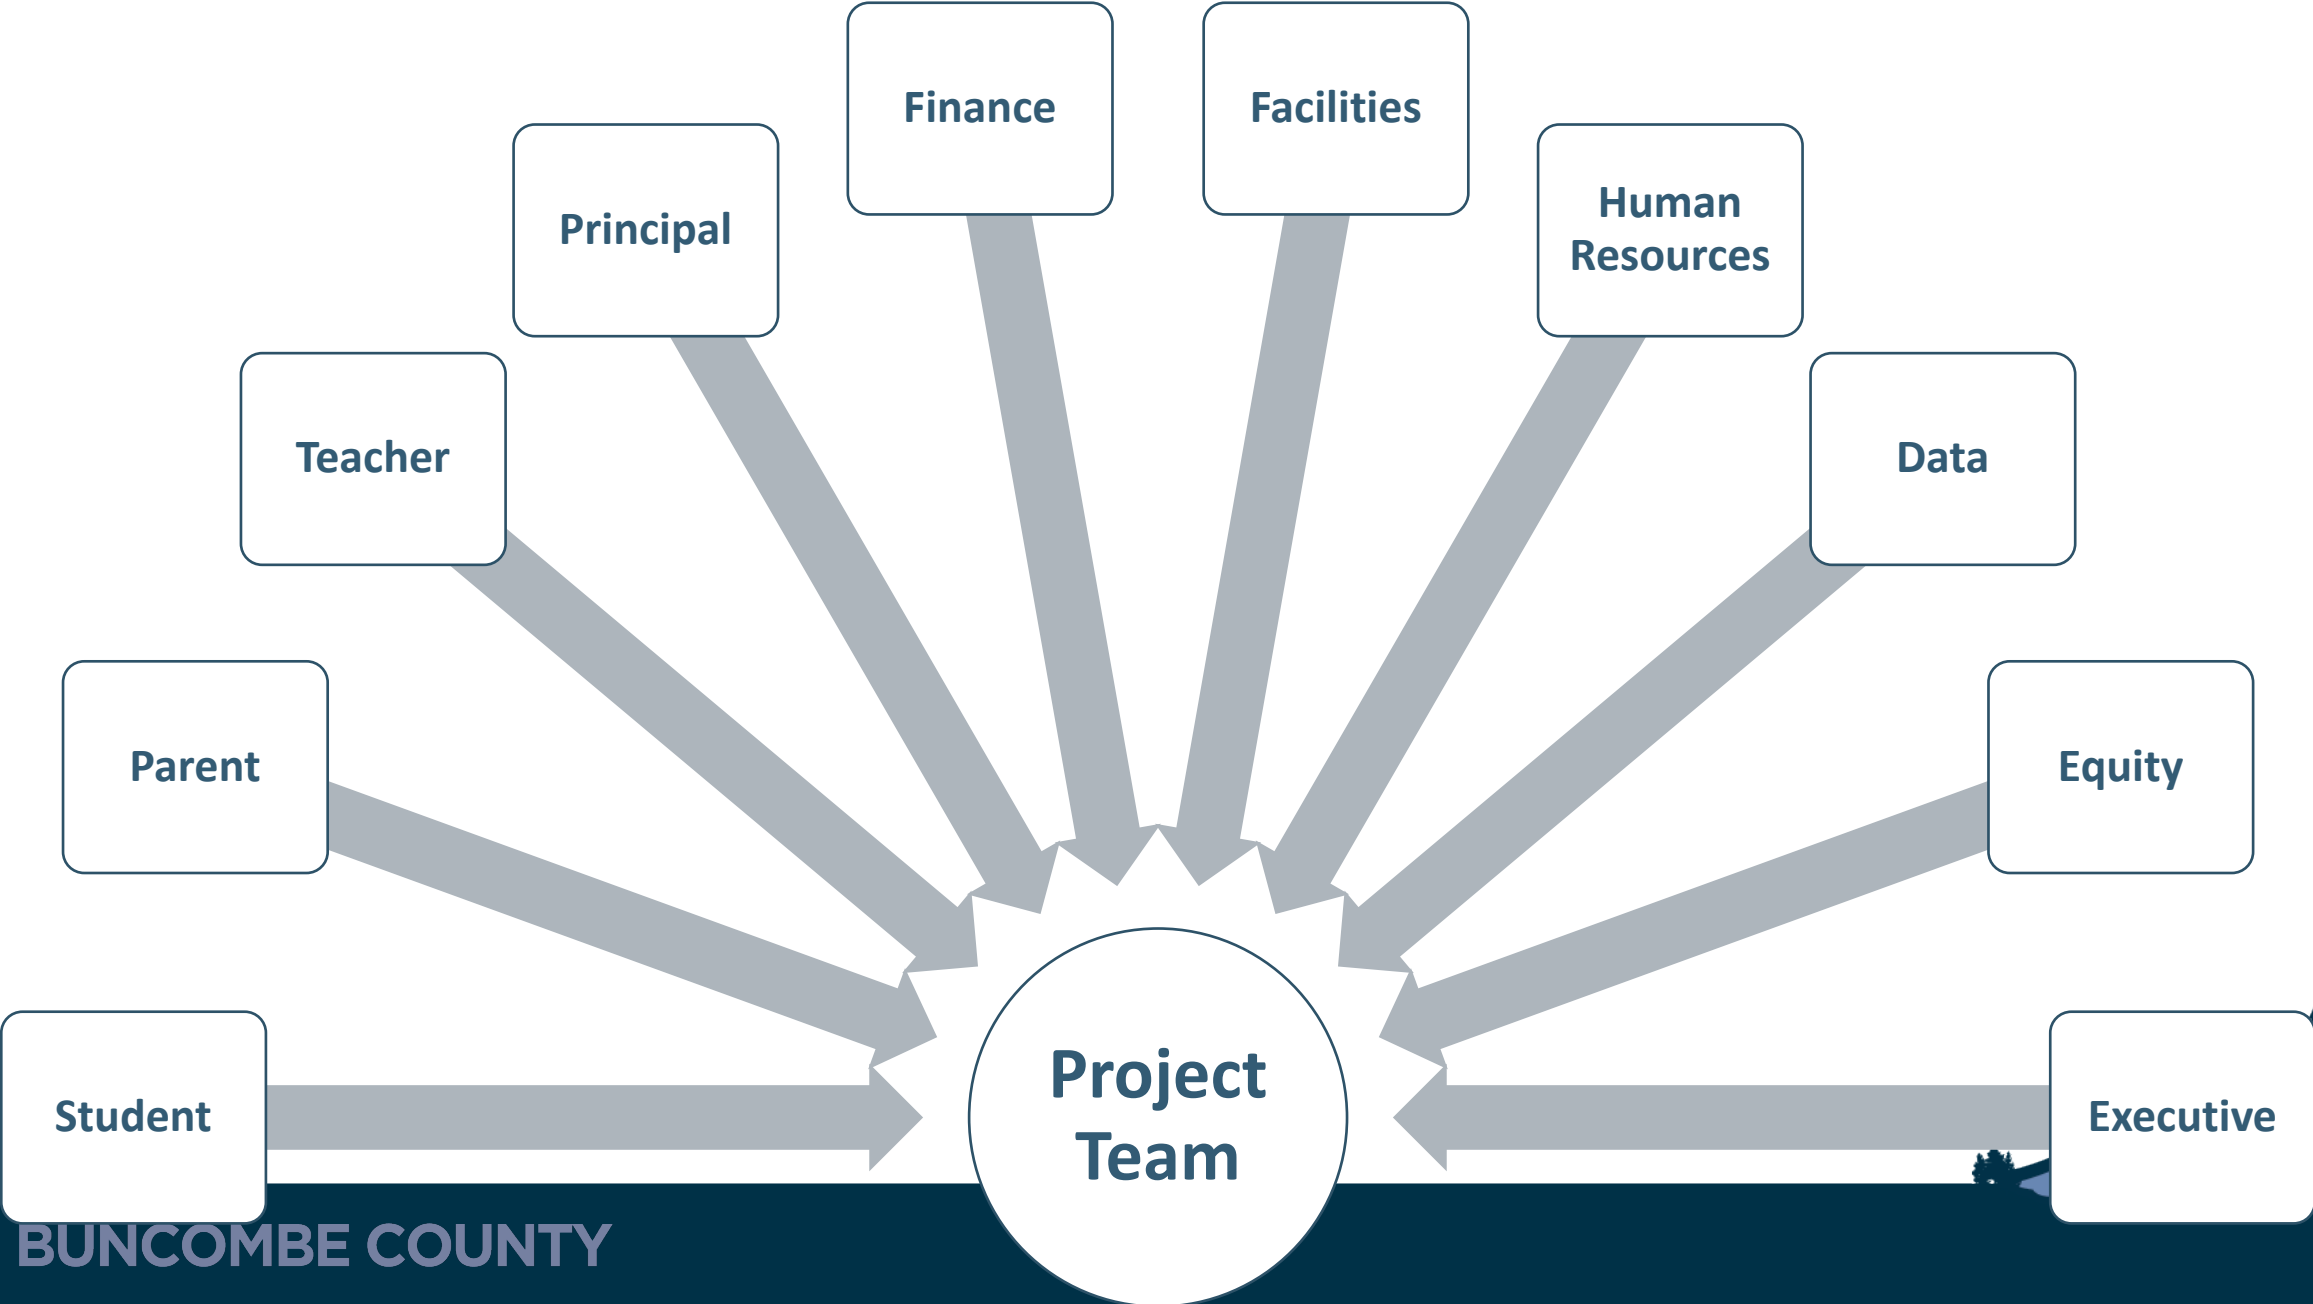 Finance
Facilities
Principal
Human
Resources
Teacher
Data
Parent
Equity
Student
Project
Team
Executive
BUNCOMBE COUNTY